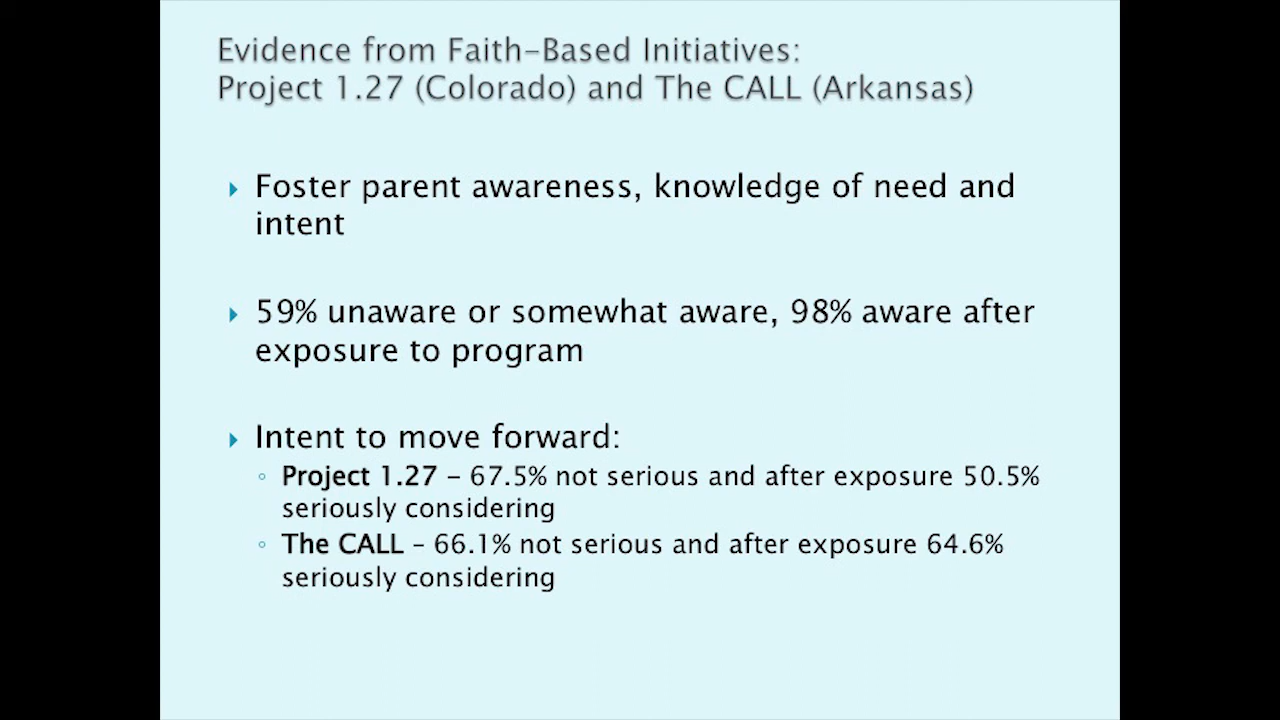 Evidence from Faith-Based Initiatives:
Project 1.27 (Colorado) and The CALL (Arkansas)
Foster parent awareness, knowledge of need and
intent
59% unaware or somewhat aware, 98% aware after
exposure to program
Intent to move forward:
Project 1.27 - 67.5% not serious and after exposure 50.5%
seriously considering
The CALL – 66.1% not serious and after exposure 64.6%
seriously considering